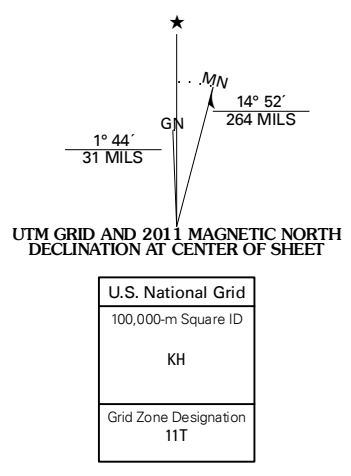 ★
MN
GN
14° 52´
264 MILS
1° 44´
31 MILS
UTM GRID AND 2011 MAGNETIC NORTH
DECLINATION AT CENTER OF SHEET
U.S. National Grid
100,000-m Square ID
KH
Grid Zone Designation
11T